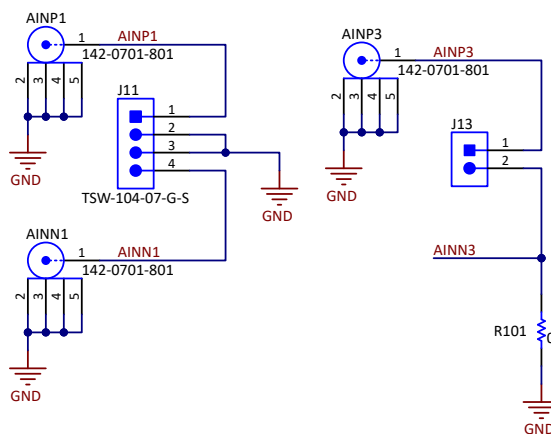 AINP1
1
AINP1
142-0701-801
2
3
4
5
GND
J11
1
2
3
4
TSW-104-07-G-S
GND
AINN1
1
AINN1
142-0701-801
2
3
4
5
GND
AINP3
1
AINP3
142-0701-801
2
3
4
5
GND
J13
1
2
AINN3
R101
0
GND